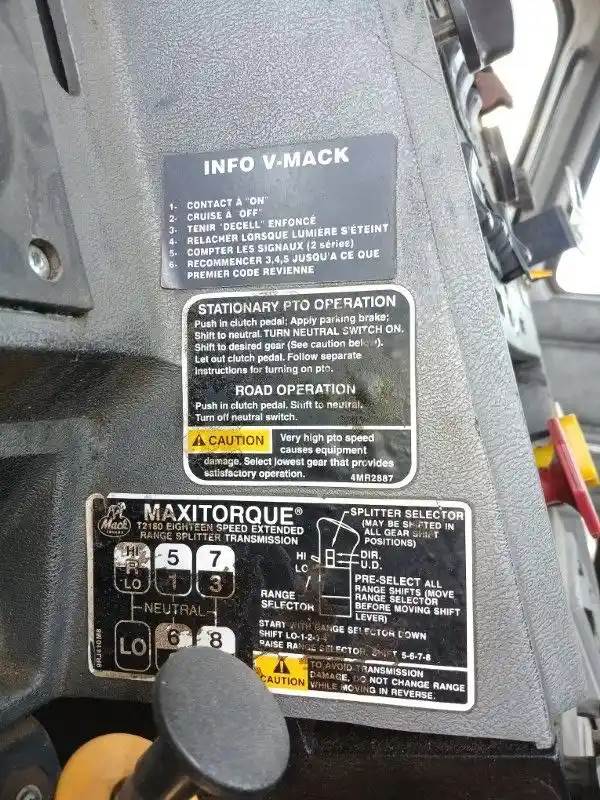 INFO V-MACK
1- CONTACT À "ON"
2- CRUISE À "OFF"
3- TENIR "DECELL" ENFONCÉ
4- RELACHER LORSQUE LUMIERE S'ÉTEINT
5- COMPTER LES SIGNAUX (2 séries)
6- RECOMMENCER 3,4,5 JUSQU'A CE QUE
PREMIER CODE REVIENNE
STATIONARY PTO OPERATION
Push in clutch pedal; Apply parking brake;
Shift to neutral. TURN NEUTRAL SWITCH ON.
Shift to desired gear (See caution below).
Let out clutch pedal. Follow separate
instructions for turning on pto.
ROAD OPERATION
Push in clutch pedal. Shift to neutral.
Turn off neutral switch.
CAUTION
Very high pto speed
causes equipment
damage. Select lowest gear that provides
satisfactory operation.
4MR2887
Mack
MAXITORQUE®
T2180 EIGHTEEN SPEED EXTENDED
RANGE SPLITTER TRANSMISSION
HI
R
LO
5
1
7
3
NEUTRAL
LO
6
8
SPLITTER SELECTOR
(MAY BE SHIFTED IN
ALL GEAR SHIFT
POSITIONS)
HI
LO
DIR.
U.D.
RANGE
SELECTOR
PRE-SELECT ALL
RANGE SHIFTS (MOVE
RANGE SELECTOR
BEFORE MOVING SHIFT
LEVER)
START WITH RANGE SELECTOR DOWN
SHIFT LO-1-2-3-4
RAISE RANGE SELECTOR, SHIFT 5-6-7-8
CAUTION
TO AVOID TRANSMISSION
DAMAGE, DO NOT CHANGE RANGE
WHILE MOVING IN REVERSE.